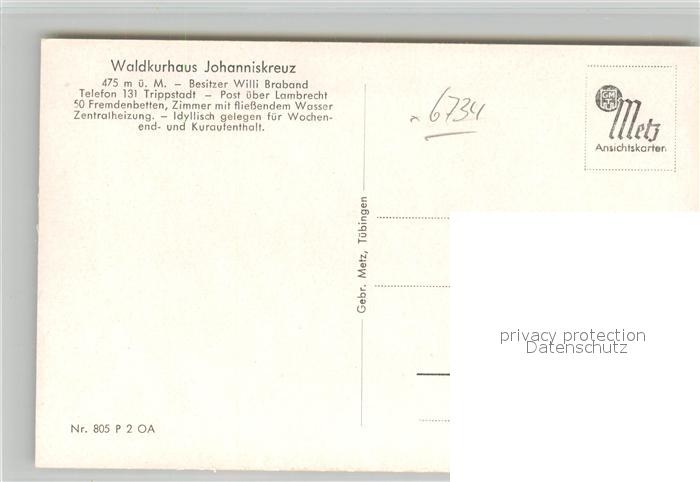 Waldkurhaus Johanniskreuz
475 m ü. M. – Besitzer Willi Braband
Telefon 131 Trippstadt – Post über Lambrecht
50 Fremdenbetten, Zimmer mit fließendem Wasser
Zentralheizung. – Idyllisch gelegen für Wochen-
end- und Kuraufenthalt.
6734
GM
Metz
Ansichtskarten
Gebr. Metz, Tübingen
privacy protection
Datenschutz
Nr. 805 P 2 OA